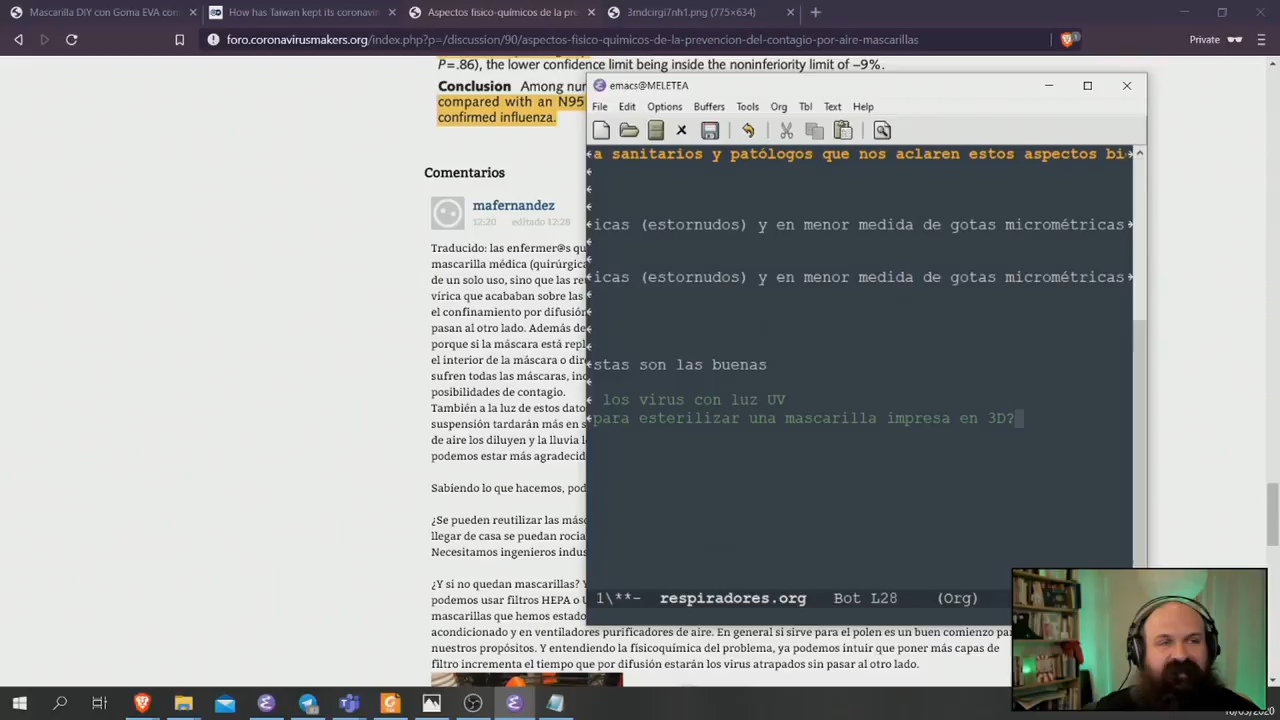 Mascarilla DIY con Goma EVA con
How has Taiwan kept its coronavi
Aspectos físico-químicos de la pre
3mdcirgi7nh1.png (775×634)
foro.coronavirusmakers.org/index.php?p=/discussion/90/aspectos-fisico-quimicos-de-la-prevencion-del-contagio-por-aire-mascarillas
Private
P=.86), the lower confidence limit being inside the noninferiority limit of −9%.
Conclusion Among nur
compared with an N95
confirmed influenza.
Comentarios
mafernandez
12:20 editado 12:28
Traducido: las enfermer@s qu
mascarilla médica (quirúrgica
de un solo uso, sino que las re
vírica que acababan sobre las
el confinamiento por difusión
pasan al otro lado. Además de
porque si la máscara está repl
el interior de la máscara o dire
sufren todas las máscaras, inc
posibilidades de contagio.
También a la luz de estos dato
suspensión tardarán más en s
de aire los diluyen y la lluvia l
podemos estar más agradecid
Sabiendo lo que hacemos, pod
¿Se pueden reutilizar las másc
llegar de casa se puedan rocia
Necesitamos ingenieros indus
¿Y si no quedan mascarillas? Y
podemos usar filtros HEPA o U
mascarillas que hemos estado
acondicionado y en ventiladores purificadores de aire. En general si sirve para el polen es un buen comienzo par
nuestros propósitos. Y entendiendo la fisicoquímica del problema, ya podemos intuir que poner más capas de
filtro incrementa el tiempo que por difusión estarán los virus atrapados sin pasar al otro lado.
emacs@MELETEA
File Edit Options Buffers Tools Org Tbl Text Help
a sanitarios y patólogos que nos aclaren estos aspectos bi
icas (estornudos) y en menor medida de gotas micrométricas
icas (estornudos) y en menor medida de gotas micrométricas
stas son las buenas
los virus con luz UV
para esterilizar una mascarilla impresa en 3D?
1\**- respiradores.org Bot L28 (Org)